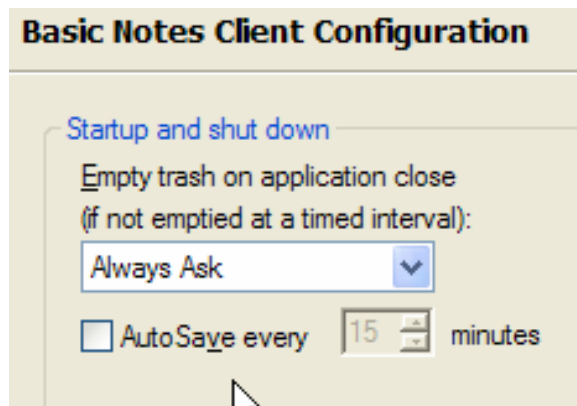 Basic Notes Client Configuration
Startup and shut down
Empty trash on application close
(if not emptied at a timed interval):
Always Ask
AutoSave every 15 minutes